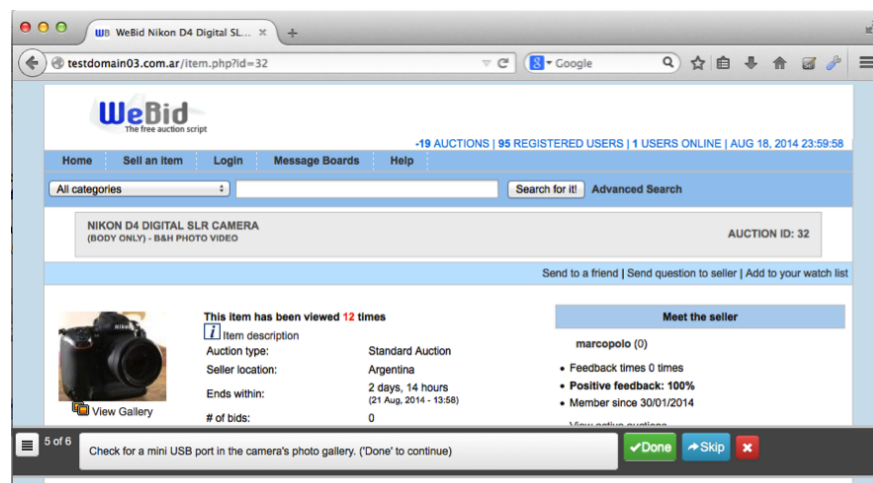 WeBid Nikon D4 Digital SL...
testdomain03.com.ar/item.php?id=32
Google
WeBid
The free auction script
-19 AUCTIONS | 95 REGISTERED USERS | 1 USERS ONLINE | AUG 18, 2014 23:59:58
Home Sell an item Login Message Boards Help
All categories Search for it! Advanced Search
NIKON D4 DIGITAL SLR CAMERA
(BODY ONLY) - B&H PHOTO VIDEO
AUCTION ID: 32
Send to a friend | Send question to seller | Add to your watch list
This item has been viewed 12 times
Meet the seller
Item description
Auction type: Standard Auction
marcopolo (0)
Seller location: Argentina
• Feedback times 0 times
Ends within: 2 days, 14 hours
(21 Aug, 2014 - 13:58)
• Positive feedback: 100%
• Member since 30/01/2014
View Gallery
# of bids: 0
View active auctions
5 of 6
Check for a mini USB port in the camera's photo gallery. ('Done' to continue)
Done
Skip